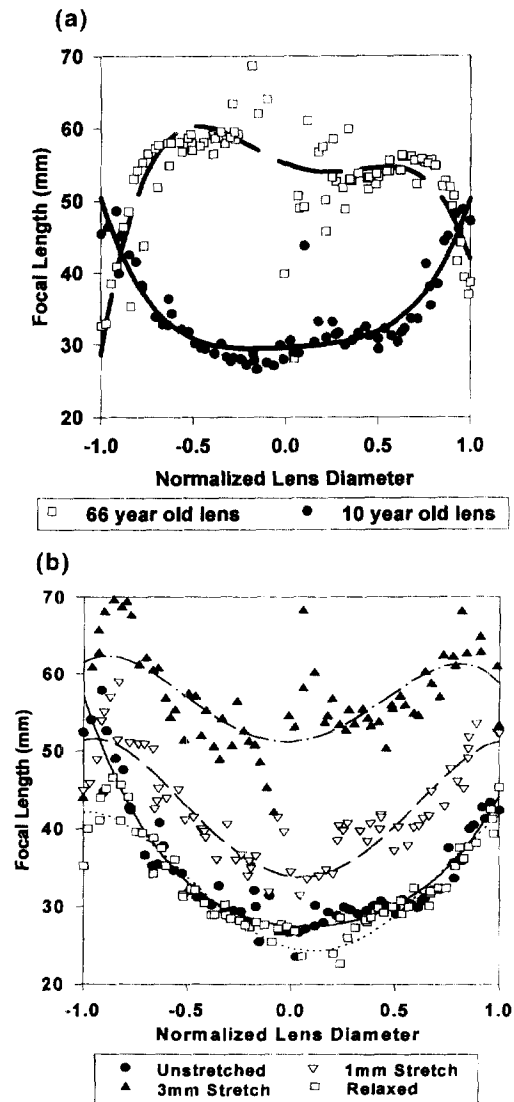 (a)
70
60
50
40
30
20
Focal Length (mm)
-1.0 -0.5 0.0 0.5 1.0
Normalized Lens Diameter
66 year old lens 10 year old lens
(b)
70
60
50
40
30
20
Focal Length (mm)
-1.0 -0.5 0.0 0.5 1.0
Normalized Lens Diameter
Unstretched 1mm Stretch
3mm Stretch Relaxed